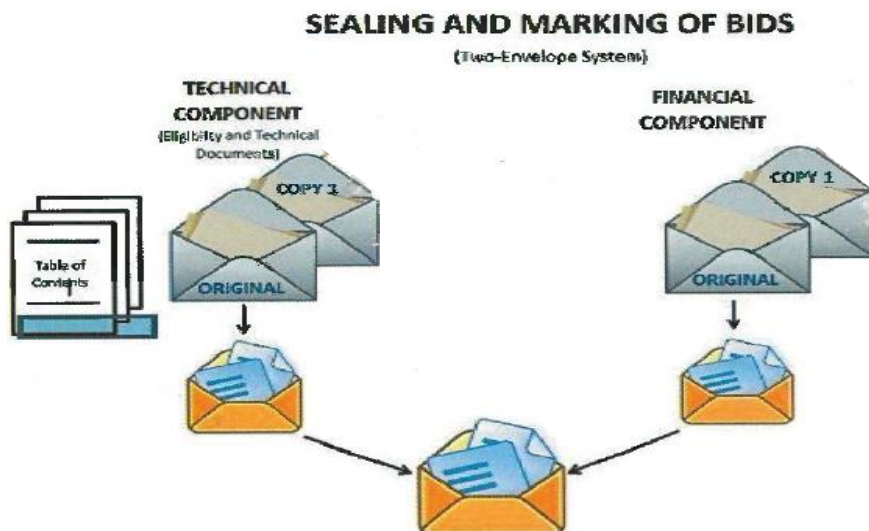 SEALING AND MARKING OF BIDS
(Two-Envelope System)
TECHNICAL
COMPONENT
(Eligibility and Technical
Documents)
COPY 1
ORIGINAL
Table of
Contents
FINANCIAL
COMPONENT
COPY 1
ORIGINAL